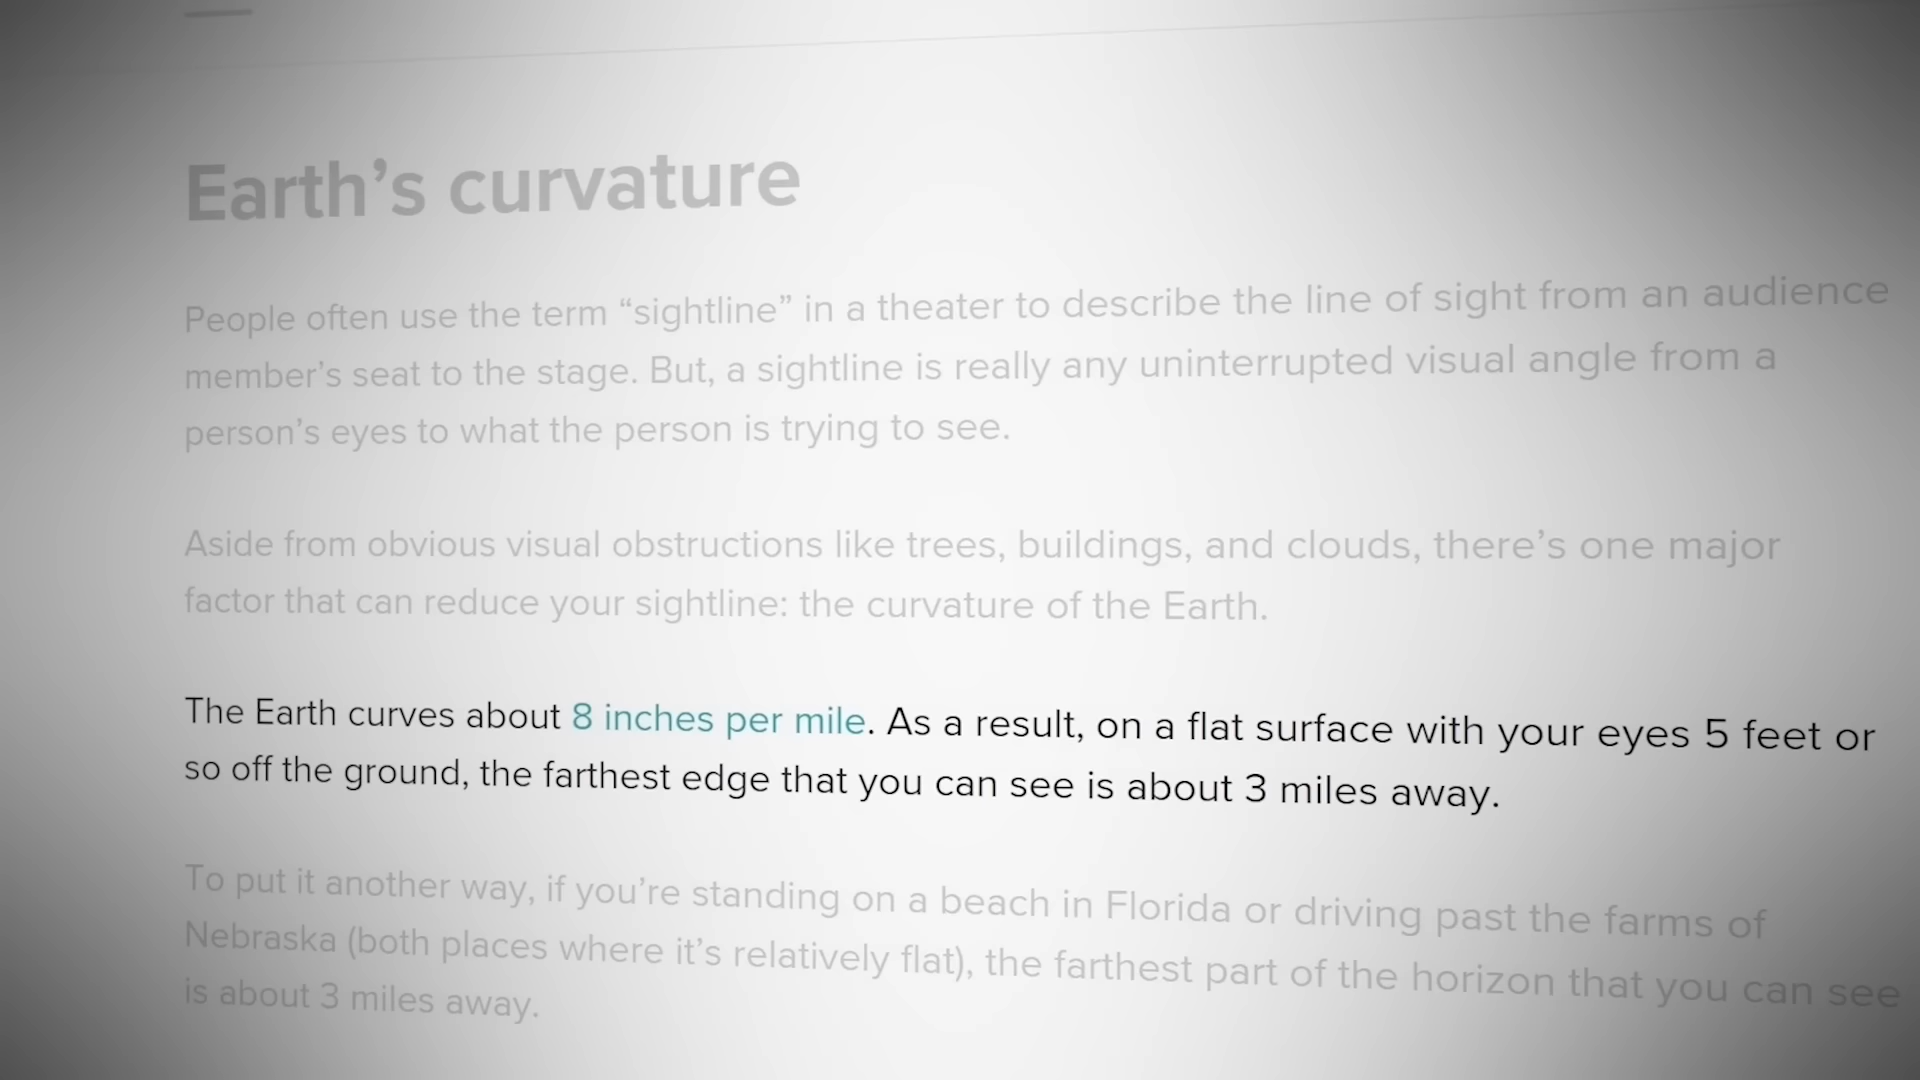 Earth’s curvature
People often use the term “sightline” in a theater to describe the line of sight from an audience
member’s seat to the stage. But, a sightline is really any uninterrupted visual angle from a
person’s eyes to what the person is trying to see.
Aside from obvious visual obstructions like trees, buildings, and clouds, there’s one major
factor that can reduce your sightline: the curvature of the Earth.
The Earth curves about 8 inches per mile. As a result, on a flat surface with your eyes 5 feet or
so off the ground, the farthest edge that you can see is about 3 miles away.
To put it another way, if you’re standing on a beach in Florida or driving past the farms of
Nebraska (both places where it’s relatively flat), the farthest part of the horizon that you can see
is about 3 miles away.